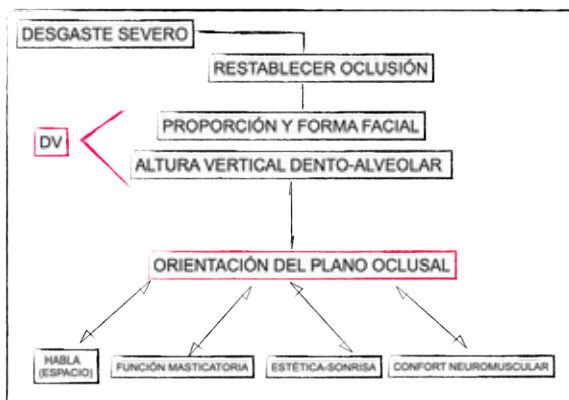 DESGASTE SEVERO
RESTABLECER OCLUSIÓN
PROPORCIÓN Y FORMA FACIAL
DV
ALTURA VERTICAL DENTO-ALVEOLAR
ORIENTACIÓN DEL PLANO OCLUSAL
HABLA
(ESPACIO)
FUNCIÓN MASTICATORIA
ESTÉTICA-SONRISA
CONFORT NEUROMUSCULAR